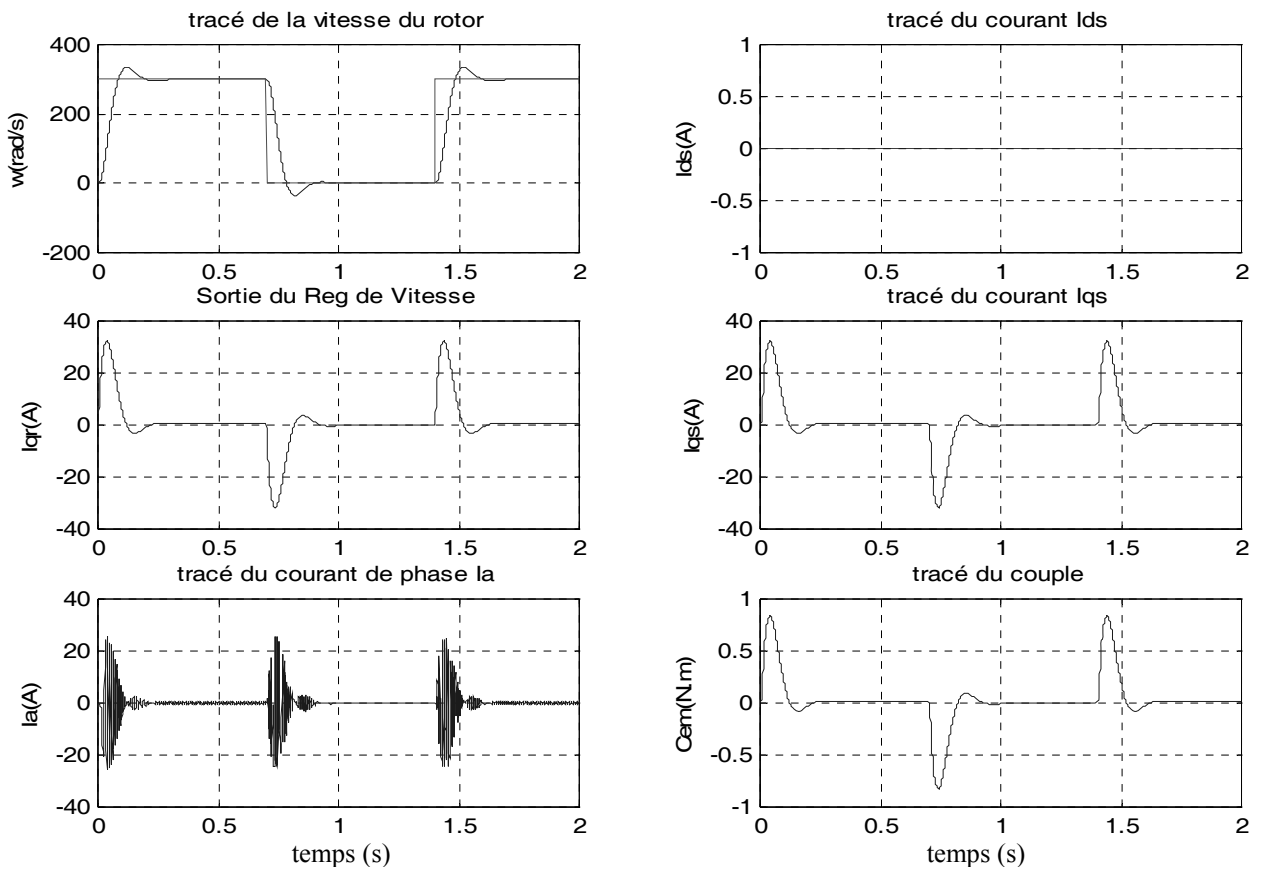 tracé de la vitesse du rotor
400
200
0
-200
w(rad/s)
0 0.5 1 1.5 2
tracé du courant Ids
1
0.5
0
-0.5
-1
Ids(A)
0 0.5 1 1.5 2
Sortie du Reg de Vitesse
40
20
0
-20
-40
Iqr(A)
0 0.5 1 1.5 2
tracé du courant Iqs
40
20
0
-20
-40
Iqs(A)
0 0.5 1 1.5 2
tracé du courant de phase Ia
40
20
0
-20
-40
Ia(A)
0 0.5 1 1.5 2
temps (s)
tracé du couple
1
0.5
0
-0.5
-1
Cem(N.m)
0 0.5 1 1.5 2
temps (s)